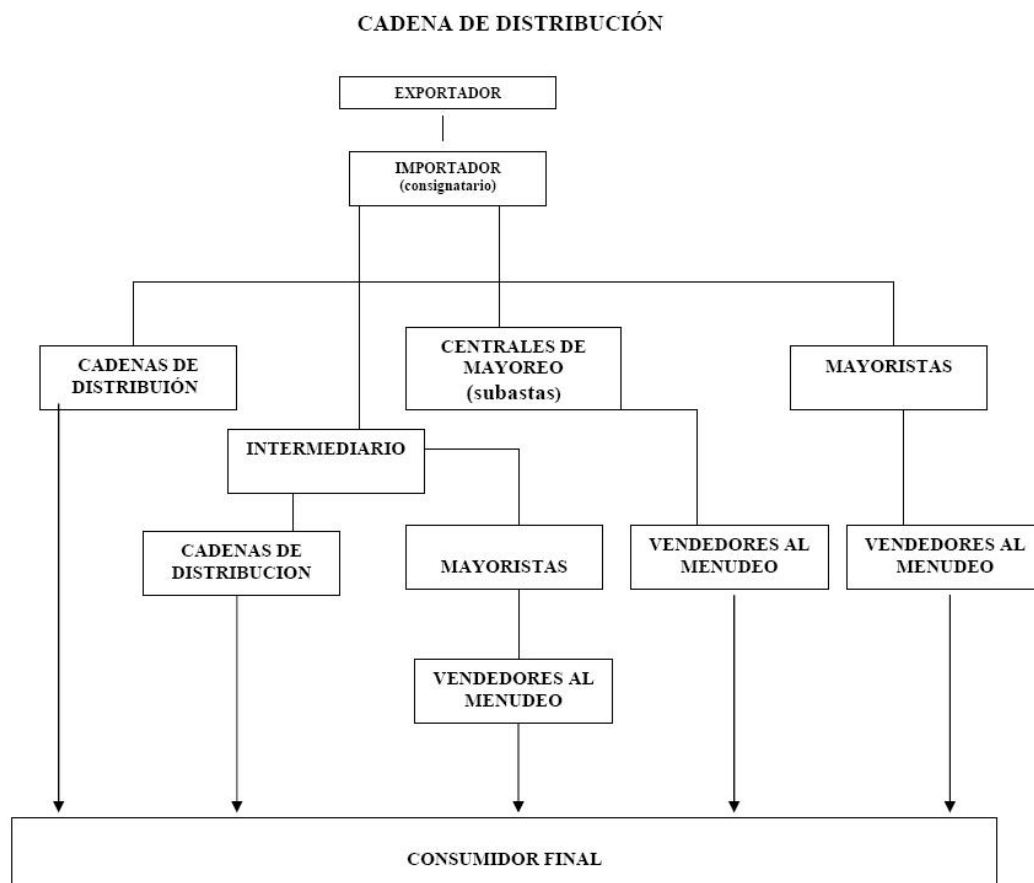 CADENA DE DISTRIBUCIÓN
EXPORTADOR
IMPORTADOR
(consignatario)
CADENAS DE
DISTRIBUIÓN
CENTRALES DE
MAYOREO
(subastas)
MAYORISTAS
INTERMEDIARIO
CADENAS DE
DISTRIBUCION
MAYORISTAS
VENDEDORES AL
MENUDEO
VENDEDORES AL
MENUDEO
VENDEDORES AL
MENUDEO
CONSUMIDOR FINAL